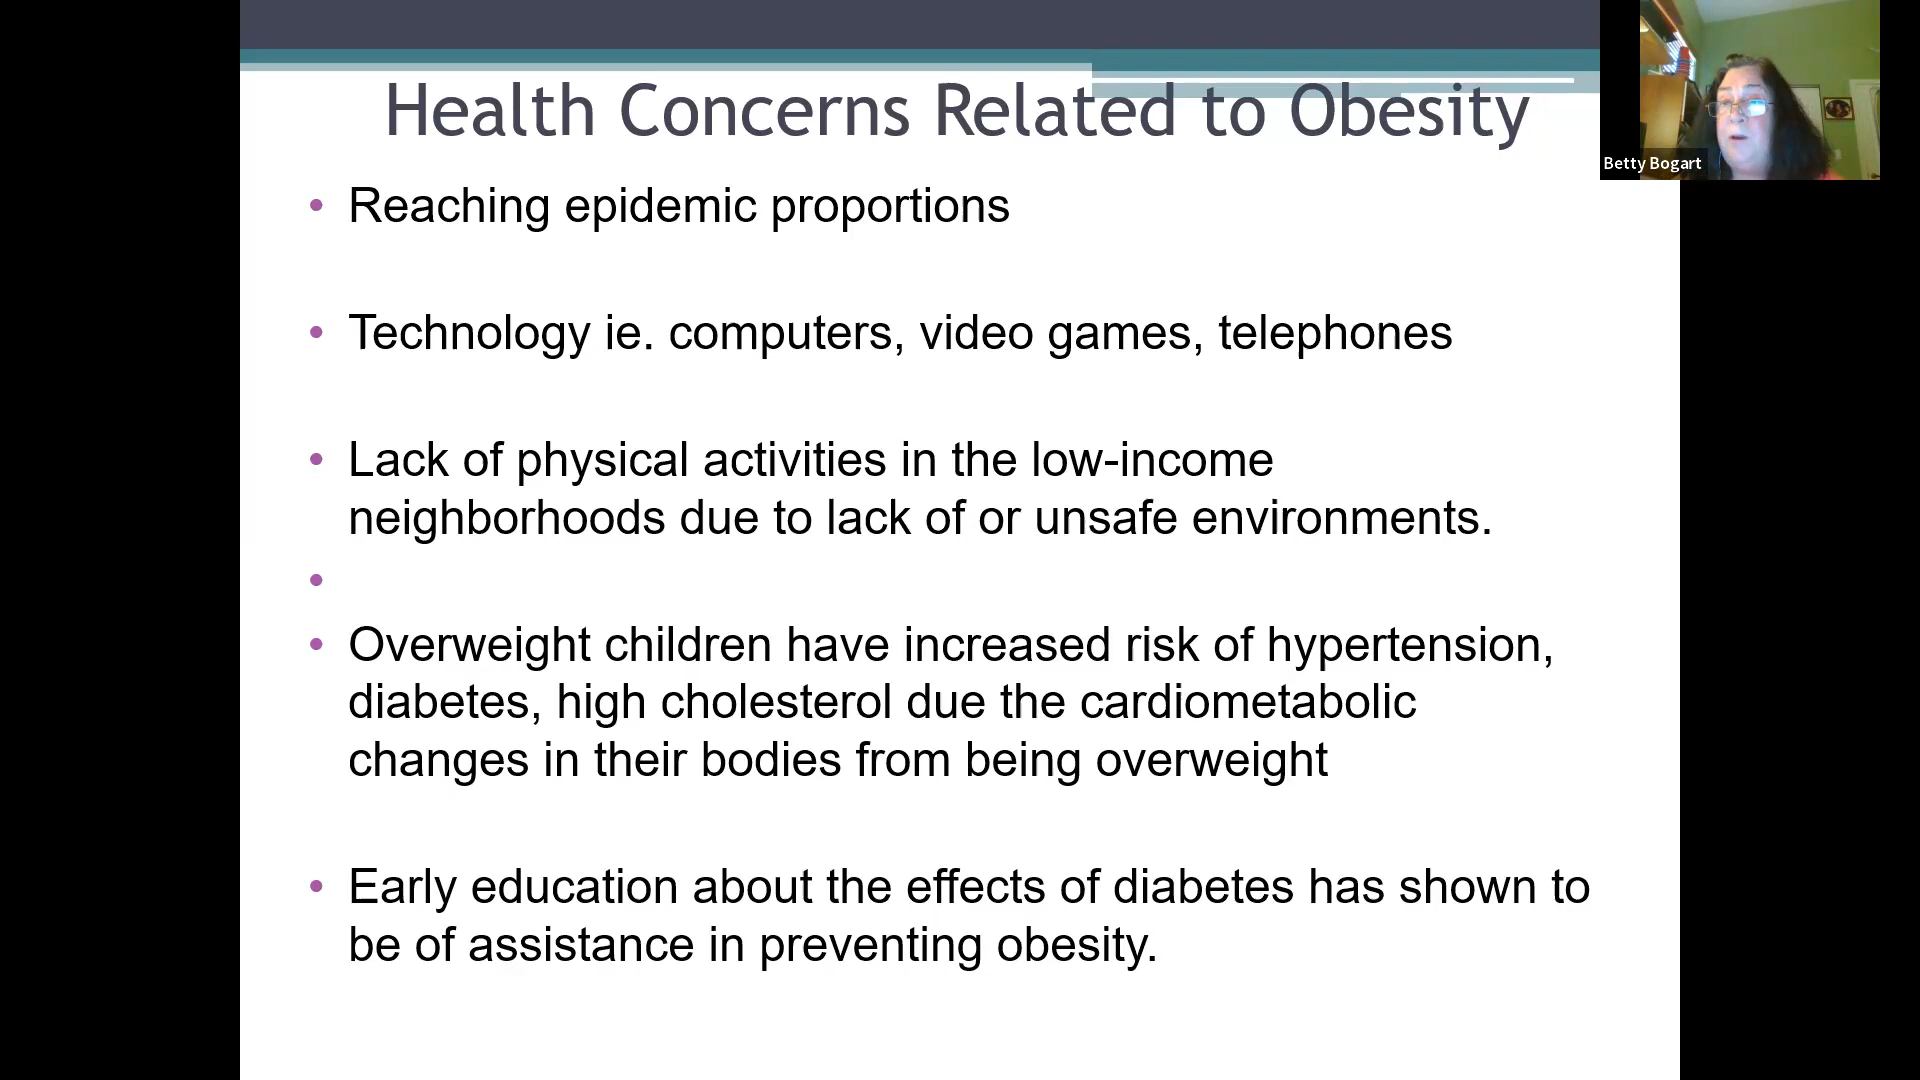 Health Concerns Related to Obesity
Betty Bogart
• Reaching epidemic proportions
• Technology ie. computers, video games, telephones
• Lack of physical activities in the low-income
neighborhoods due to lack of or unsafe environments.
•
• Overweight children have increased risk of hypertension,
diabetes, high cholesterol due the cardiometabolic
changes in their bodies from being overweight
• Early education about the effects of diabetes has shown to
be of assistance in preventing obesity.